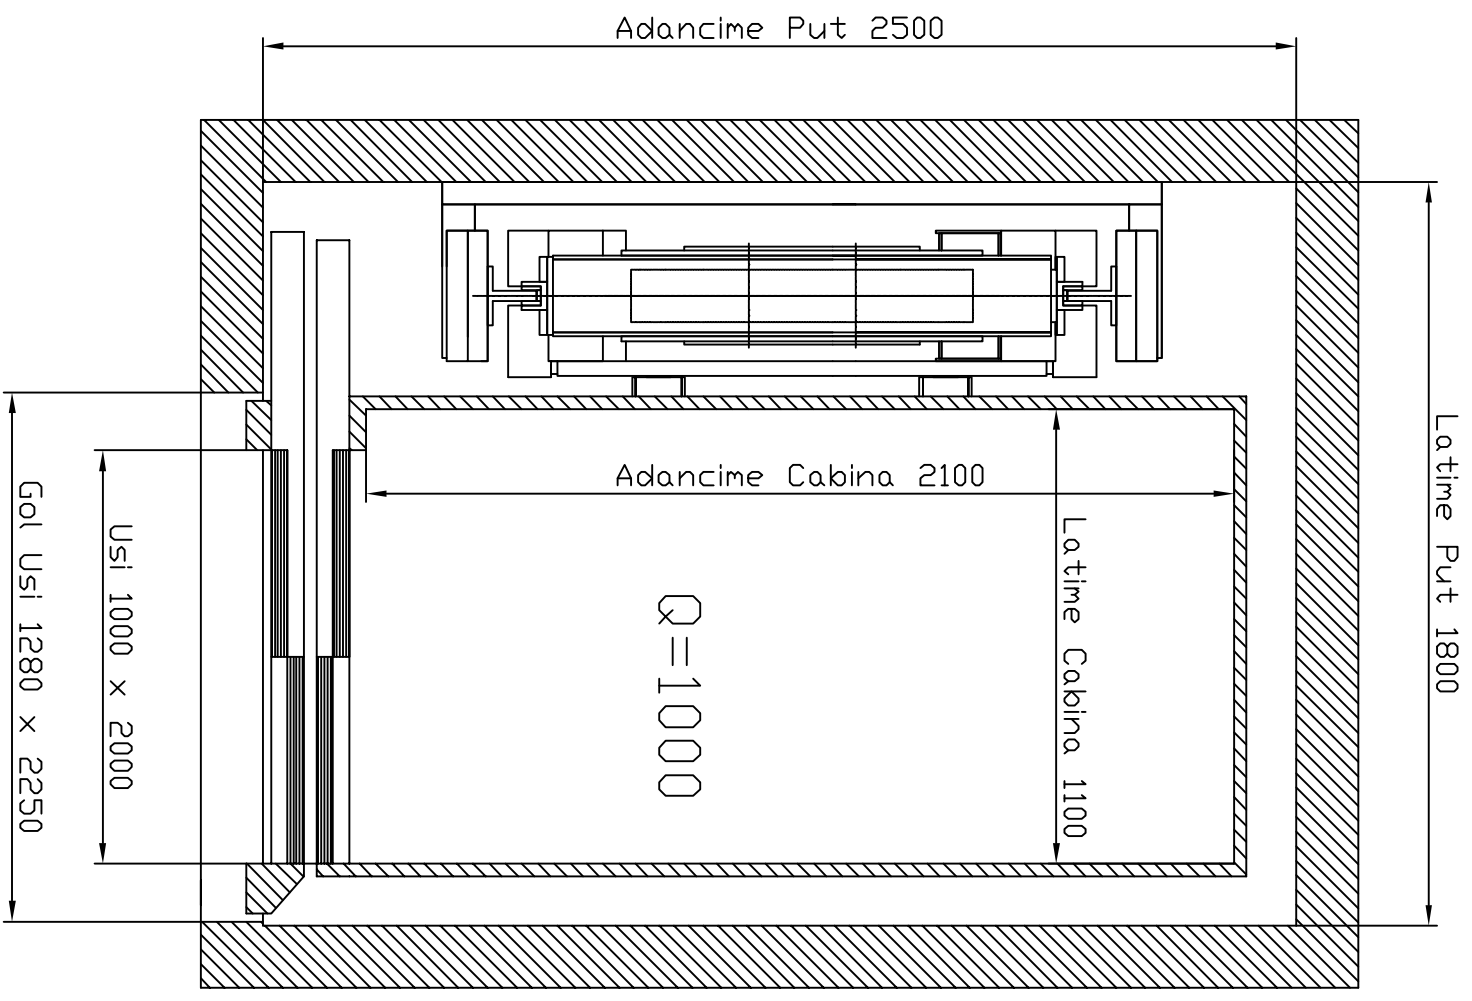 Adancime Put 2500
Latime Put 1800
Adancime Cabina 2100
Latime Cabina 1100
Q=1000
Usi 1000 x 2000
Gol Usi 1280 x 2250